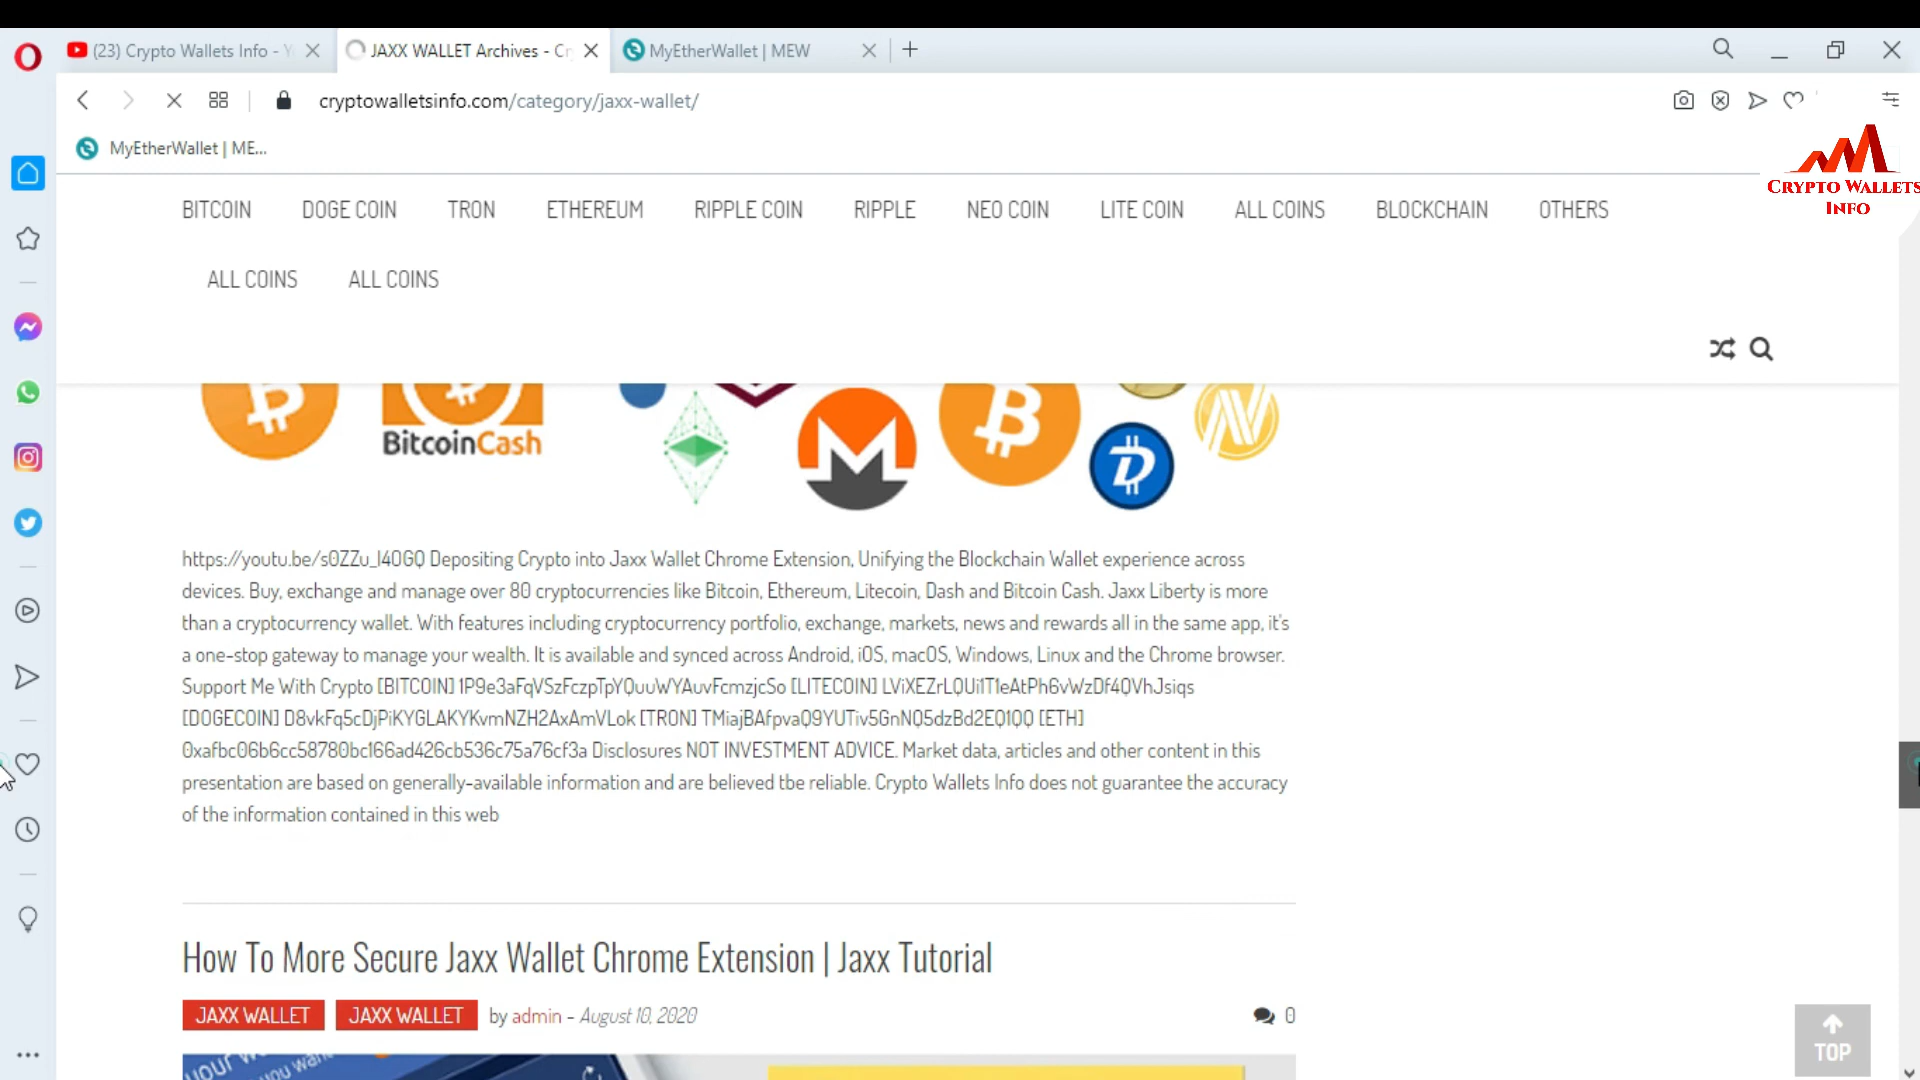 (23) Crypto Wallets Info - Y
JAXX WALLET Archives - Cr
MyEtherWallet | MEW
cryptowalletsinfo.com/category/jaxx-wallet/
MyEtherWallet | ME...
CRYPTO WALLETS
INFO
BITCOIN DOGE COIN TRON ETHEREUM RIPPLE COIN RIPPLE NEO COIN LITE COIN ALL COINS BLOCKCHAIN OTHERS
ALL COINS ALL COINS
BitcoinCash
https://youtu.be/s0ZZu_l4OGQ Depositing Crypto into Jaxx Wallet Chrome Extension, Unifying the Blockchain Wallet experience across
devices. Buy, exchange and manage over 80 cryptocurrencies like Bitcoin, Ethereum, Litecoin, Dash and Bitcoin Cash. Jaxx Liberty is more
than a cryptocurrency wallet. With features including cryptocurrency portfolio, exchange, markets, news and rewards all in the same app, it's
a one-stop gateway to manage your wealth. It is available and synced across Android, iOS, macOS, Windows, Linux and the Chrome browser.
Support Me With Crypto [BITCOIN] 1P9e3aFqVSzFczpTpYQuuWYAuvFcmzjcSo [LITECOIN] LViXEZrLQUi1T1eAtPh6vWzDf4QVhJsiqs
[DOGECOIN] D8vkFq5cDjPiKYGLAKYKvmNZH2AxAmVLok [TRON] TMiajBAfpvaQ9YUTiv5GnNQ5dzBd2EQ1QQ [ETH]
0xafbc06b6cc58780bc166ad426cb536c75a76cf3a Disclosures NOT INVESTMENT ADVICE. Market data, articles and other content in this
presentation are based on generally-available information and are believed tbe reliable. Crypto Wallets Info does not guarantee the accuracy
of the information contained in this web
How To More Secure Jaxx Wallet Chrome Extension | Jaxx Tutorial
JAXX WALLET JAXX WALLET by admin - August 10, 2020 0
your
you want
TOP